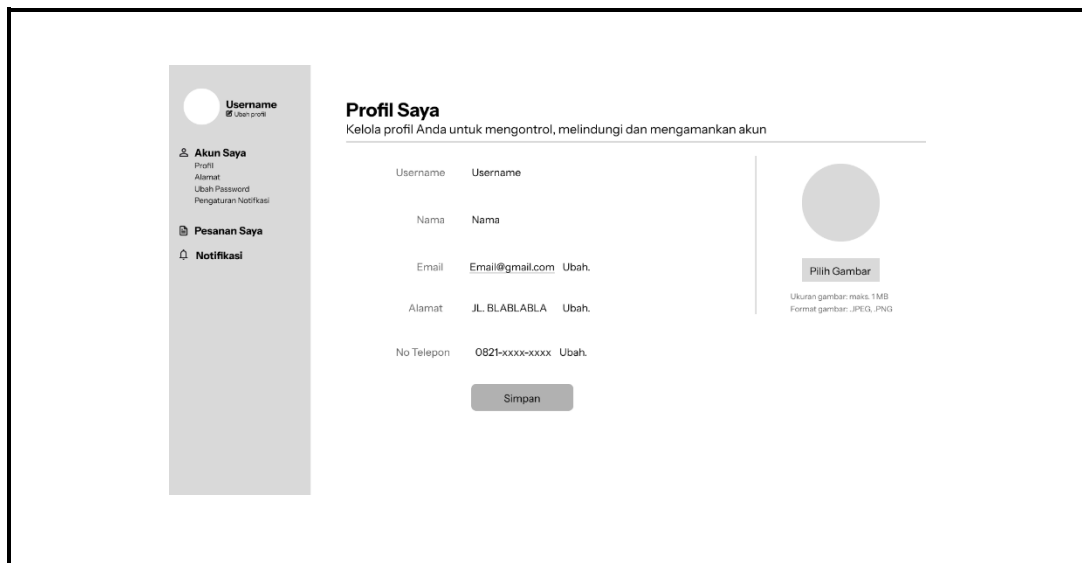 Username
Ubah profil
Akun Saya
Profil
Alamat
Ubah Password
Pengaturan Notifikasi
Pesanan Saya
Notifikasi
Profil Saya
Kelola profil Anda untuk mengontrol, melindungi dan mengamankan akun
Username Username
Nama Nama
Email Email@gmail.com Ubah.
Alamat JL. BLABLABLA Ubah.
No Telepon 0821-xxxx-xxxx Ubah.
Simpan
Pilih Gambar
Ukuran gambar: maks. 1 MB
Format gambar: .JPEG, .PNG